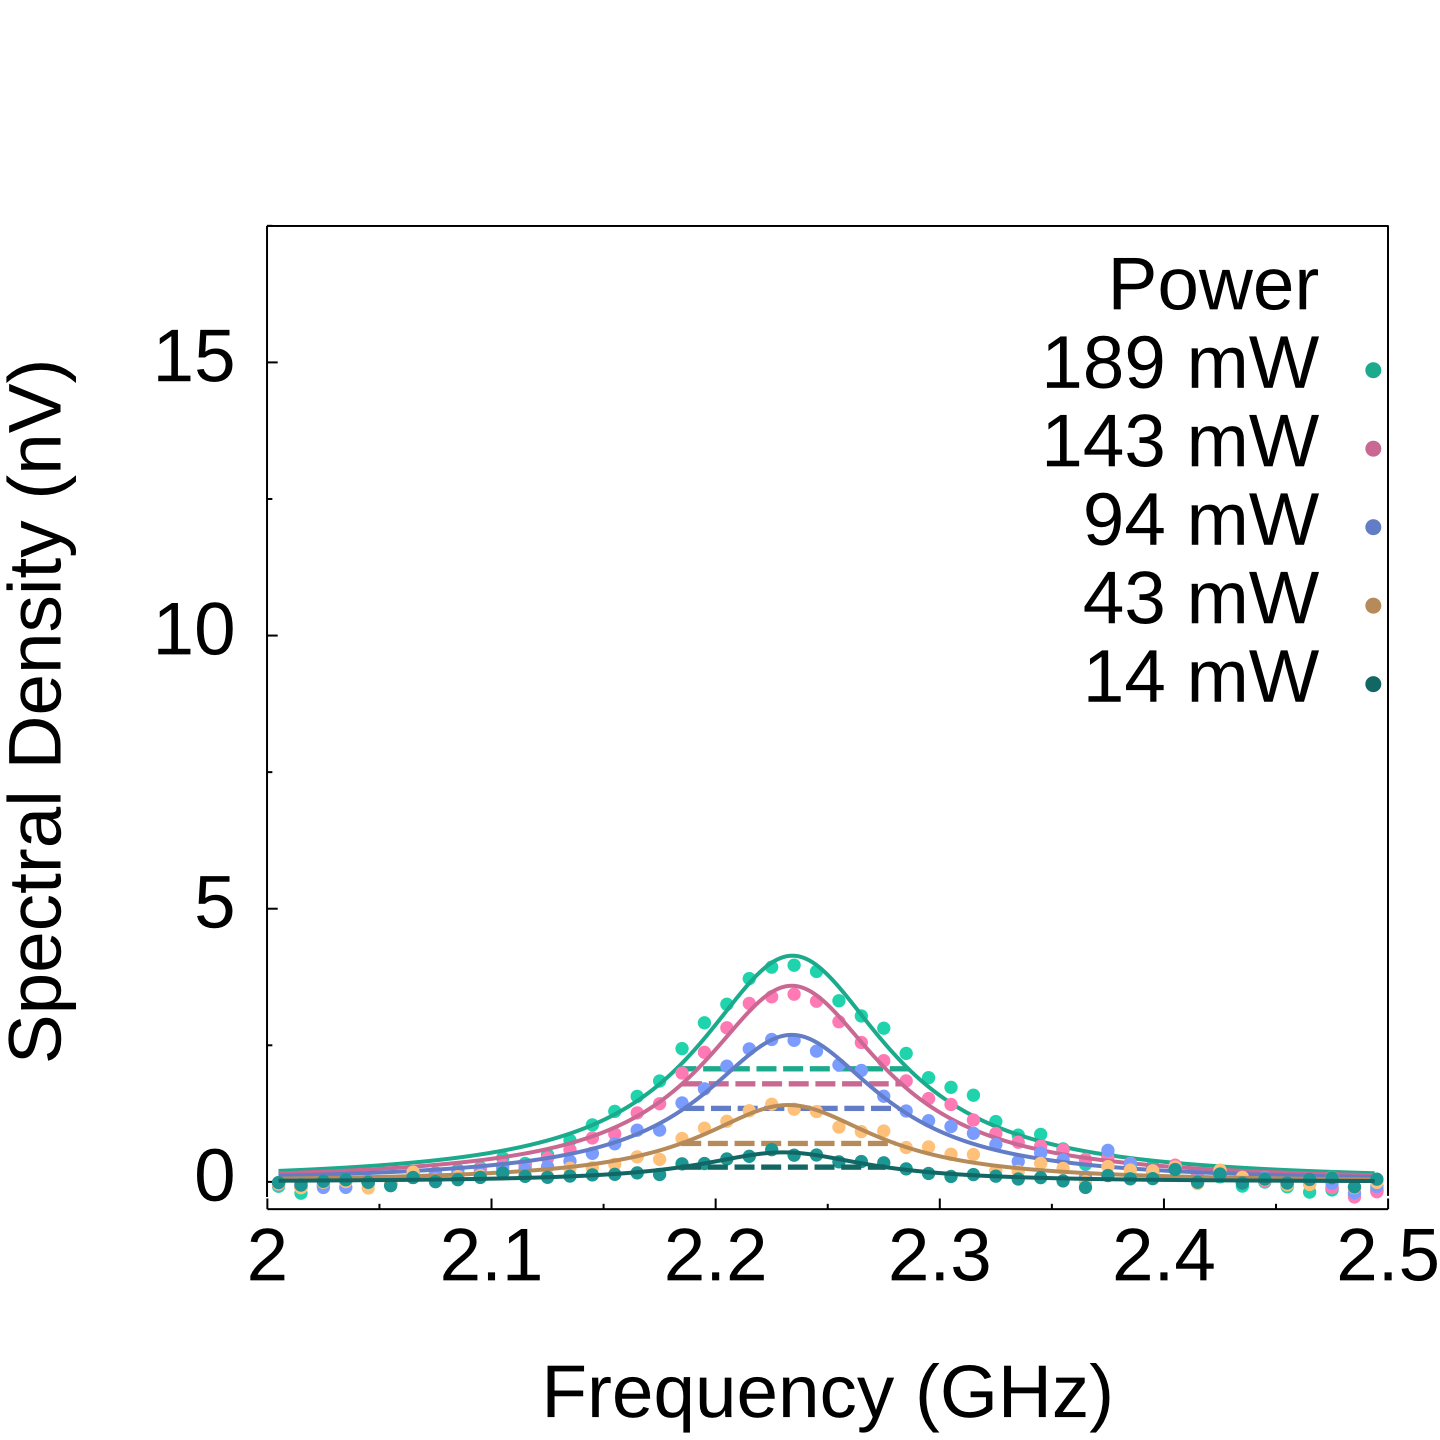 Power
189 mW
143 mW
94 mW
43 mW
14 mW
15
10
5
0
Spectral Density (nV)
2 2.1 2.2 2.3 2.4 2.5
Frequency (GHz)